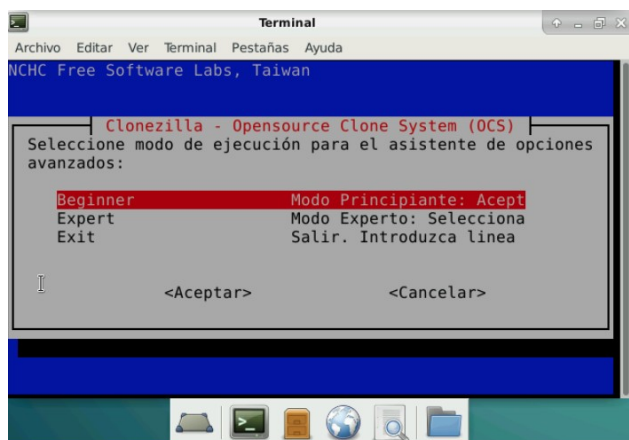 Terminal
Archivo Editar Ver Terminal Pestañas Ayuda
NCHC Free Software Labs, Taiwan
Clonezilla - Opensource Clone System (OCS)
Seleccione modo de ejecución para el asistente de opciones
avanzados:
Beginner Modo Principiante: Acept
Expert Modo Experto: Selecciona
Exit Salir. Introduzca linea
<Aceptar> <Cancelar>